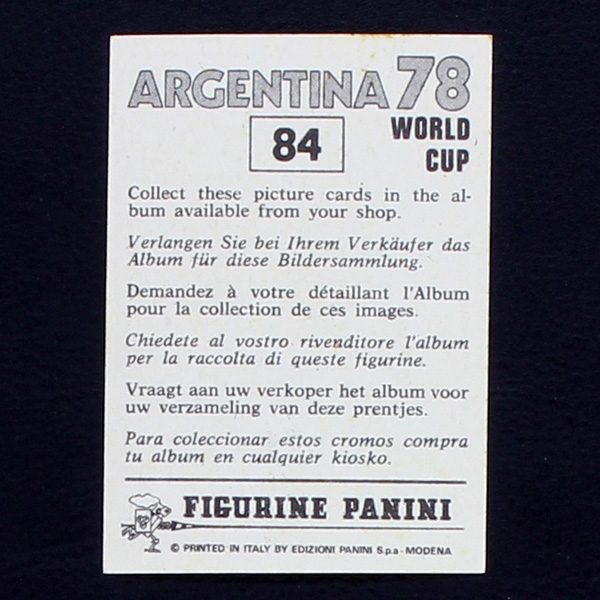 ARGENTINA 78
84 WORLD
CUP
Collect these picture cards in the al-
bum available from your shop.
Verlangen Sie bei Ihrem Verkäufer das
Album für diese Bildersammlung.
Demandez à votre détaillant l'Album
pour la collection de ces images.
Chiedete al vostro rivenditore l'album
per la raccolta di queste figurine.
Vraagt aan uw verkoper het album voor
uw verzameling van deze prentjes.
Para coleccionar estos cromos compra
tu album en cualquier kiosko.
FIGURINE PANINI
© PRINTED IN ITALY BY EDIZIONI PANINI S.p.a - MODENA